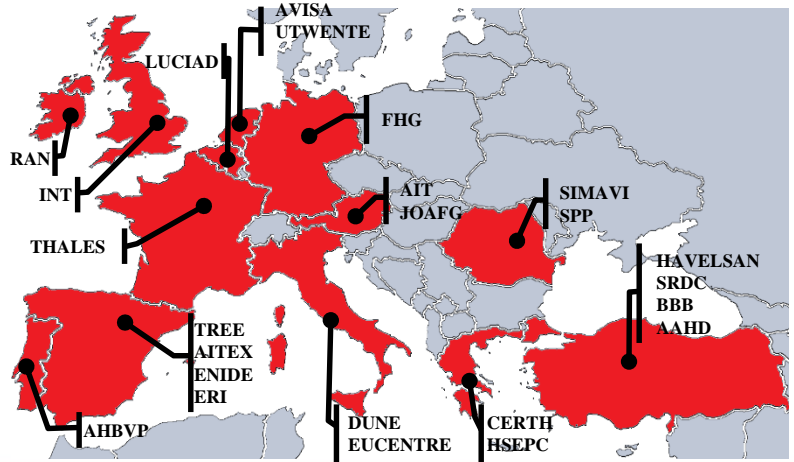 AVISA
UTWENTE
LUCIAD
FHG
RAN
INT
AIT
JOAFG
SIMAVI
SPP
THALES
HAVELSAN
SRDC
BBB
AAHD
TREE
AITEX
ENIDE
ERI
AHBVP
DUNE
EUCENTRE
CERTH
HSEPC